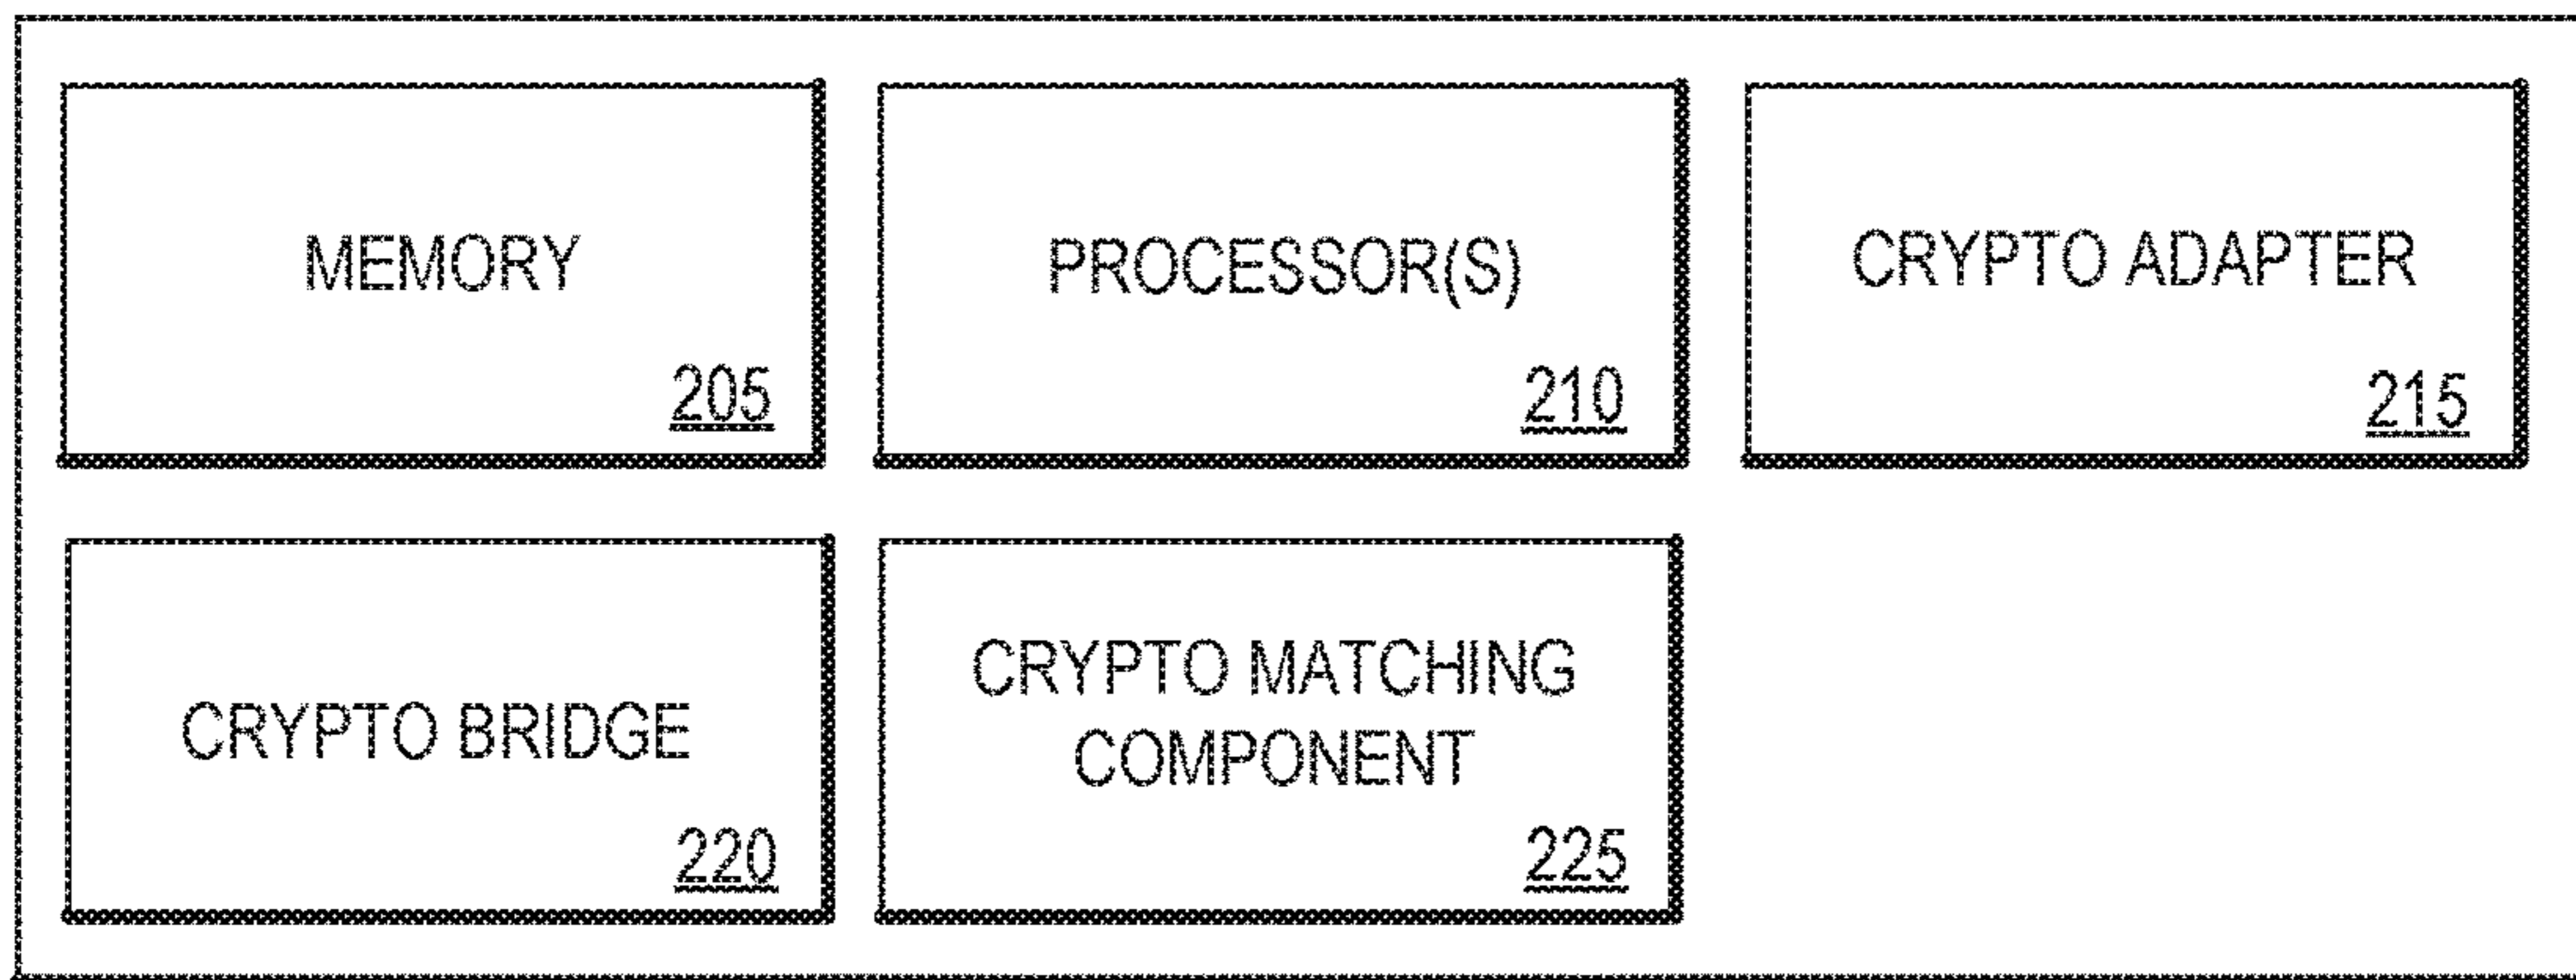 MEMORY
205
PROCESSOR(S)
210
CRYPTO ADAPTER
215
CRYPTO BRIDGE
220
CRYPTO MATCHING
COMPONENT
225